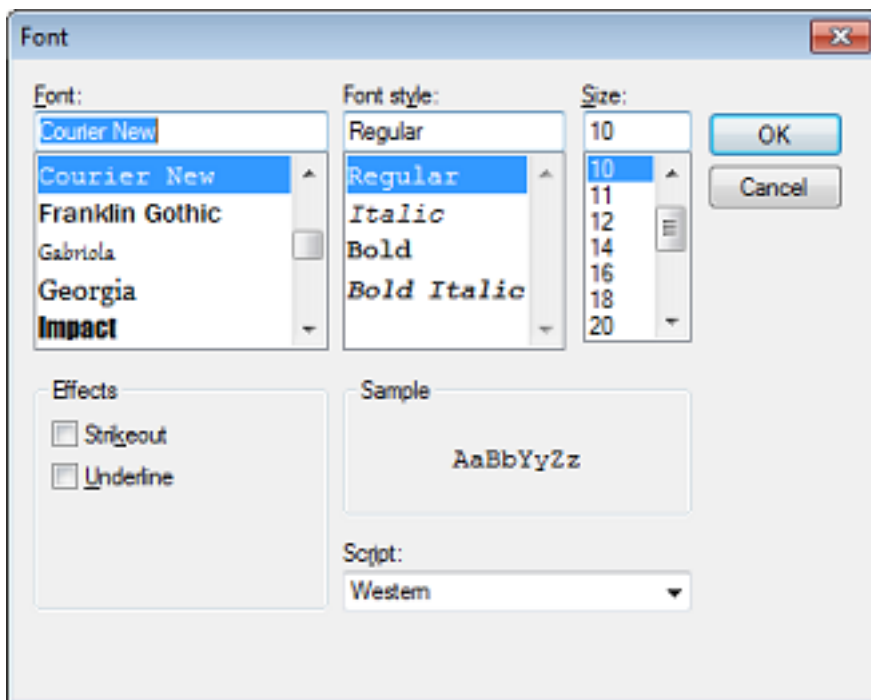 Font
Font:
Font style:
Size:
Courier New
Regular
10
OK
Cancel
Courier New
Franklin Gothic
Gabriola
Georgia
Impact
Regular
Italic
Bold
Bold Italic
10
11
12
14
16
18
20
Effects
Strikeout
Underline
Sample
AaBbYyZz
Script:
Western